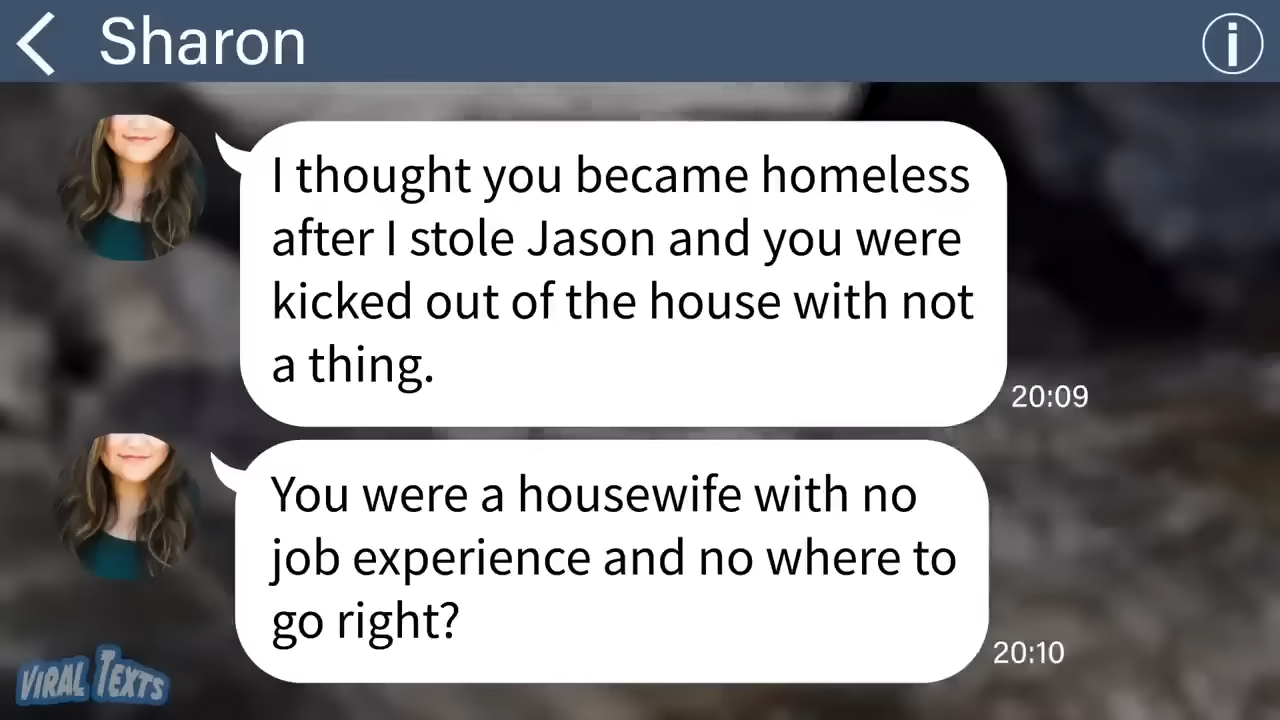 Sharon
I thought you became homeless
after I stole Jason and you were
kicked out of the house with not
a thing.
20:09
You were a housewife with no
job experience and no where to
go right?
20:10
VIRAL TEXTS